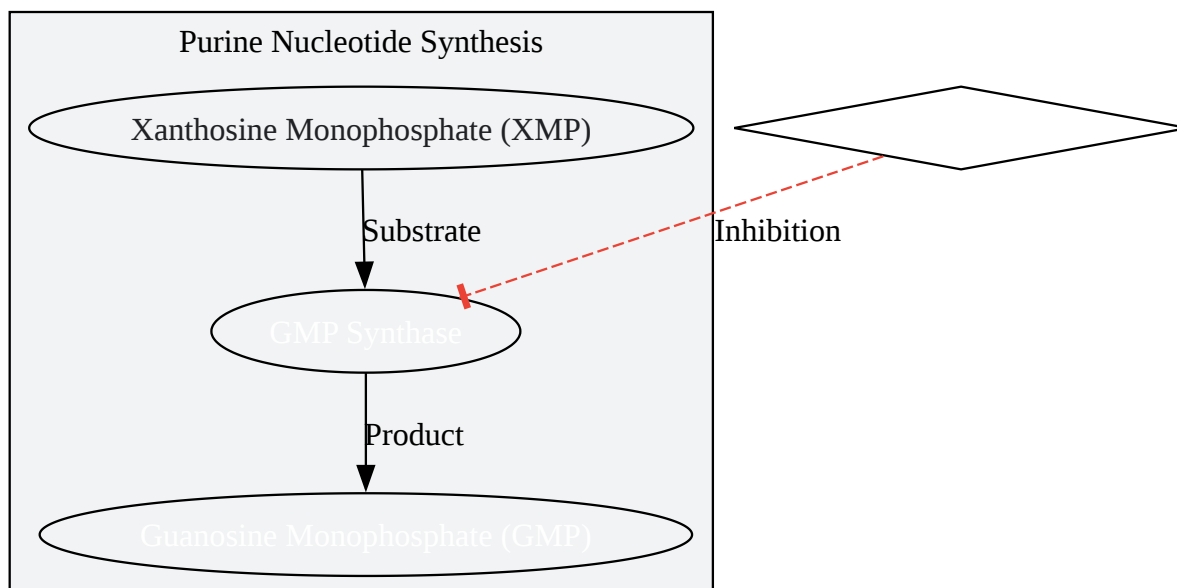 Purine Nucleotide Synthesis
Xanthosine Monophosphate (XMP)
Substrate
Inhibition
GMP Synthase
Product
Guanosine Monophosphate (GMP)